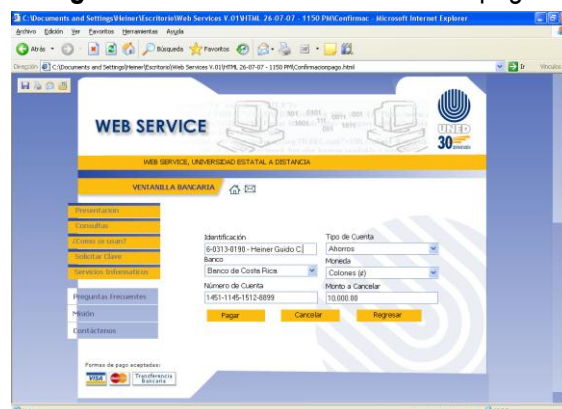 C:\Documents and Settings\Heiner\Escritorio\Web Services V.01\HTML 26-07-07 - 1150 PM\Confirmac - Microsoft Internet Explorer
Archivo Edición Ver Favoritos Herramientas Ayuda
Atrás Búsqueda Favoritos
Dirección C:\Documents and Settings\Heiner\Escritorio\Web Services V.01\HTML 26-07-07 - 1150 PM\Confirmacionpago.html Ir Vínculos
WEB SERVICE
UNED
30
WEB SERVICE, UNIVERSIDAD ESTATAL A DISTANCIA
VENTANILLA BANCARIA
Presentacion
Consultas
¿Como se usan?
Solicitar Clave
Servicios Informaticos
Preguntas Frecuentes
Misión
Contáctenos
Identificación Tipo de Cuenta
6-0313-0190 - Heiner Guido C. Ahorros
Banco Moneda
Banco de Costa Rica Colones (¢)
Número de Cuenta Monto a Cancelar
1451-1145-1512-8899 10,000.00
Pagar Cancelar Regresar
Formas de pago aceptadas:
VISA Transferencia Bancaria